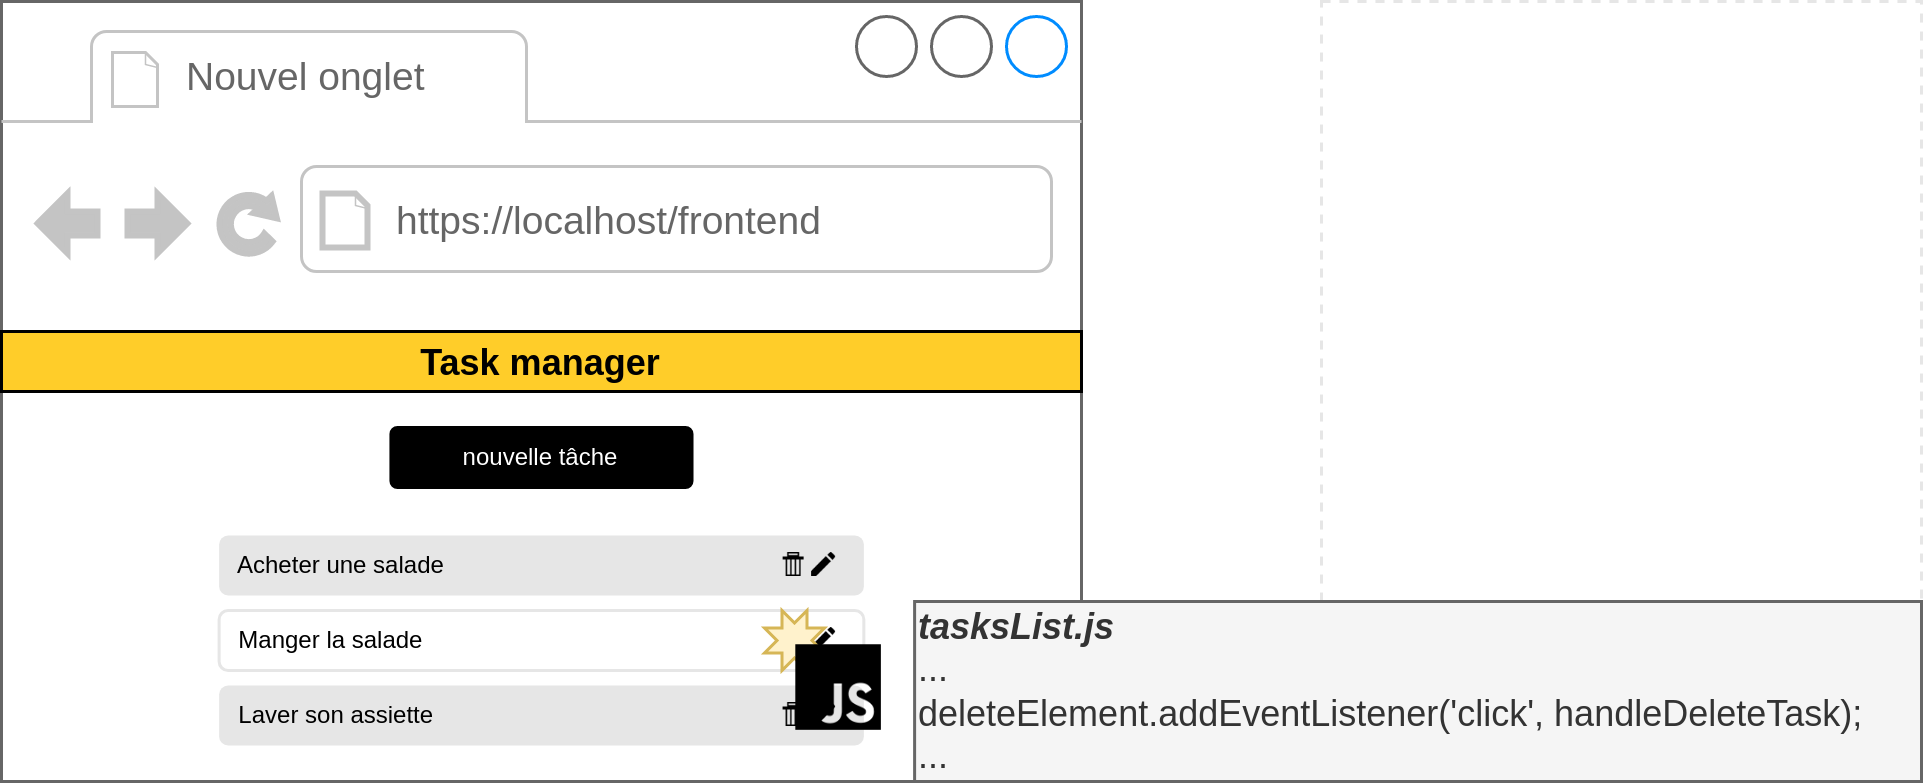 Nouvel onglet
https://localhost/frontend
Task manager
nouvelle tâche
Acheter une salade
Manger la salade
Laver son assiette
JS
tasksList.js
...
deleteElement.addEventListener('click', handleDeleteTask);
...